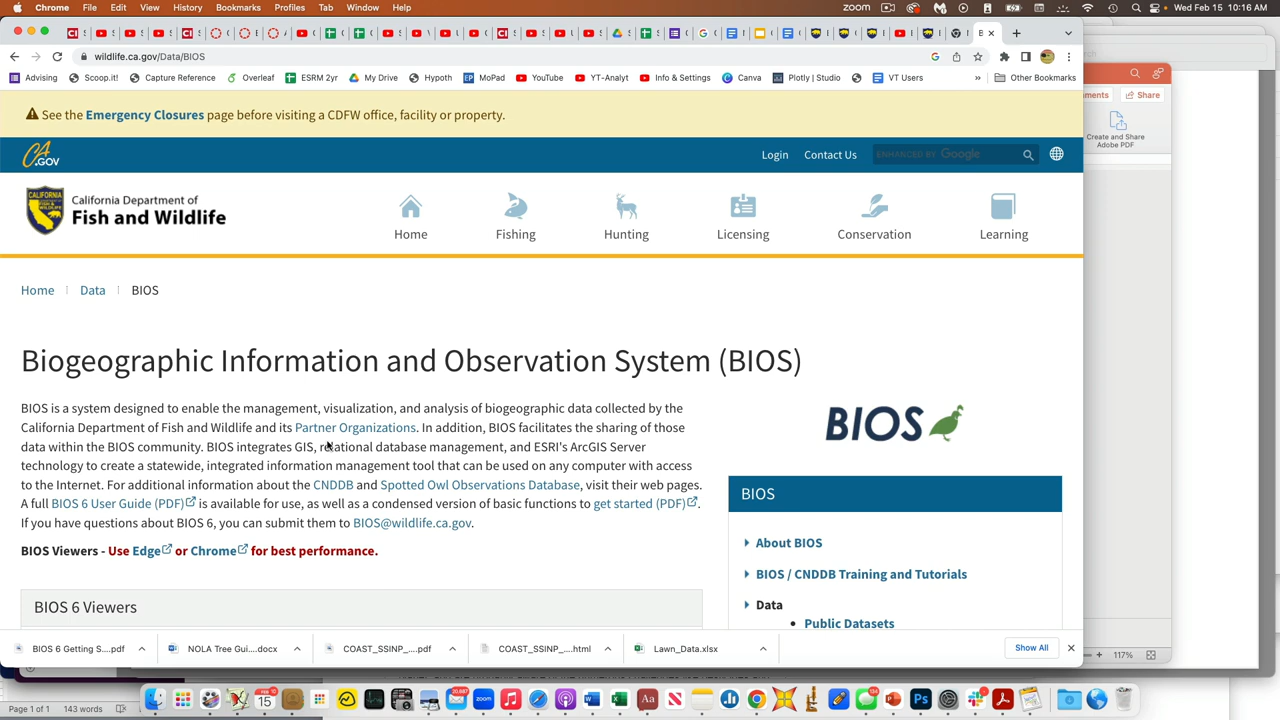 Chrome File Edit View History Bookmarks Profiles Tab Window Help zoom Wed Feb 15 10:16 AM
wildlife.ca.gov/Data/BIOS
Advising Scoop.it! Capture Reference Overleaf ESRM 2yr My Drive Hypoth MoPad YouTube YT-Analyt Info & Settings Canva Plotly | Studio VT Users » Other Bookmarks
ments Share
Create and Share
Adobe PDF
See the Emergency Closures page before visiting a CDFW office, facility or property.
CA.GOV Login Contact Us ENHANCED BY Google
CALIFORNIA
California Department of
Fish and Wildlife
Home Fishing Hunting Licensing Conservation Learning
Home Data BIOS
Biogeographic Information and Observation System (BIOS)
BIOS is a system designed to enable the management, visualization, and analysis of biogeographic data collected by the
California Department of Fish and Wildlife and its Partner Organizations. In addition, BIOS facilitates the sharing of those
data within the BIOS community. BIOS integrates GIS, relational database management, and ESRI's ArcGIS Server
technology to create a statewide, integrated information management tool that can be used on any computer with access
to the Internet. For additional information about the CNDDB and Spotted Owl Observations Database, visit their web pages.
A full BIOS 6 User Guide (PDF) is available for use, as well as a condensed version of basic functions to get started (PDF).
If you have questions about BIOS 6, you can submit them to BIOS@wildlife.ca.gov.
BIOS Viewers - Use Edge or Chrome for best performance.
BIOS 6 Viewers
BIOS
BIOS
About BIOS
BIOS / CNDDB Training and Tutorials
Data
• Public Datasets
BIOS 6 Getting S....pdf NOLA Tree Gui....docx COAST_SSINP_....pdf COAST_SSINP_....html Lawn_Data.xlsx Show All
117%
Page 1 of 1 143 words